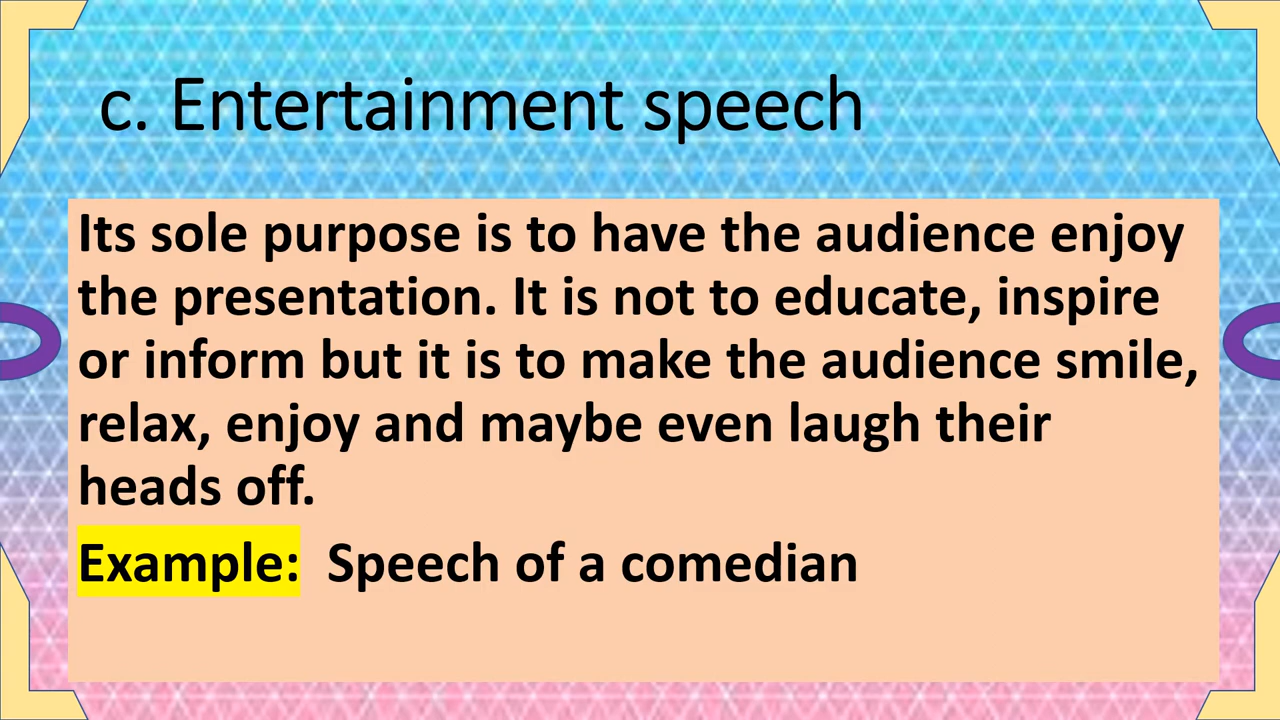 c. Entertainment speech
Its sole purpose is to have the audience enjoy
the presentation. It is not to educate, inspire
or inform but it is to make the audience smile,
relax, enjoy and maybe even laugh their
heads off.
Example: Speech of a comedian